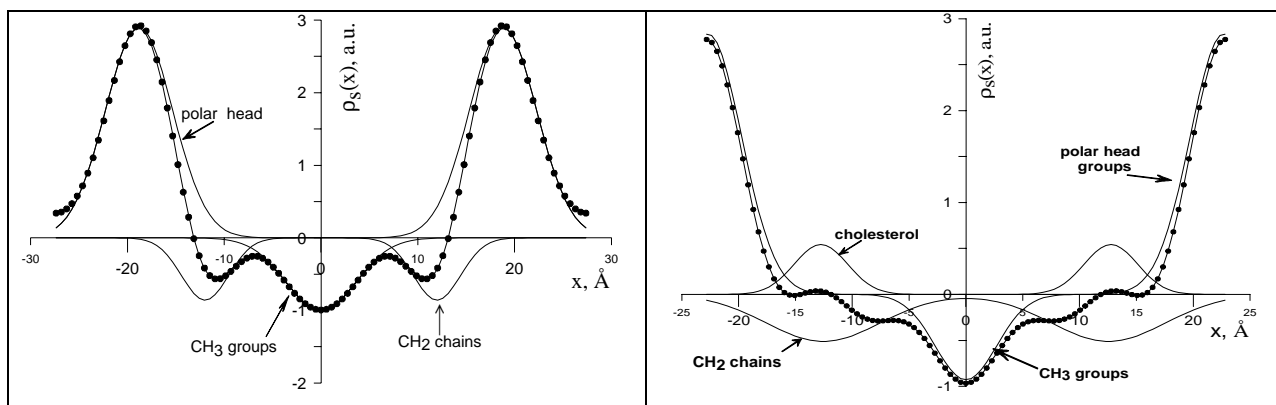 3
ρs(x), a.u.
polar head
2
1
0
-30
-20
-10
0
10
20
30
x, Å
-1
CH3 groups
CH2 chains
-2
3
ρs(x), a.u.
2
polar head
groups
1
cholesterol
0
-25
-20
-15
-10
-5
0
5
10
15
20
25
x, Å
CH2 chains
CH3 groups
-1